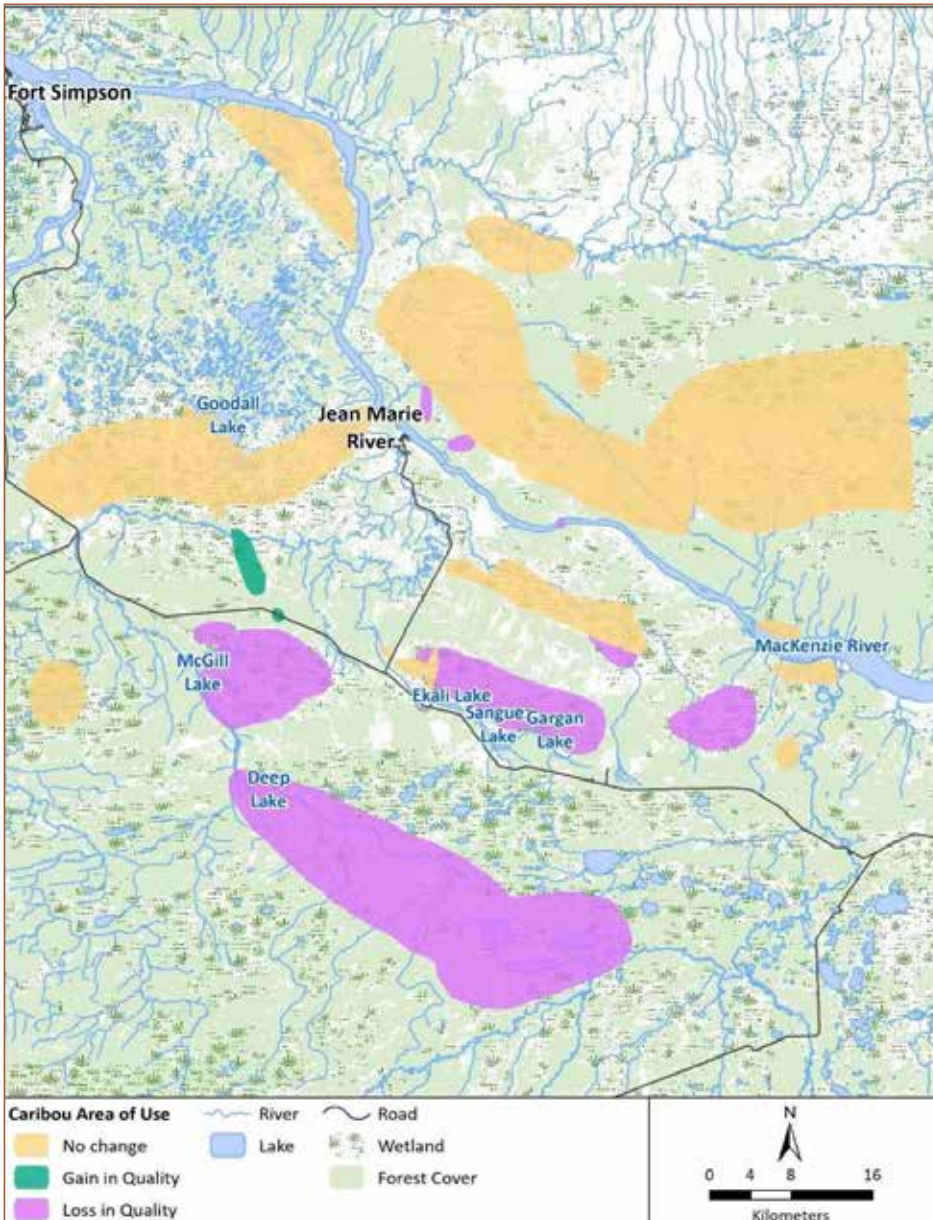 Fort Simpson
Goodall
Lake
Jean Marie
River
MacKenzie River
McGill
Lake
Ekali Lake
Sangue
Lake
Gargan
Lake
Deep
Lake
Caribou Area of Use
No change
Gain in Quality
Loss in Quality
River
Lake
Road
Wetland
Forest Cover
N
0 4 8 16
Kilometers